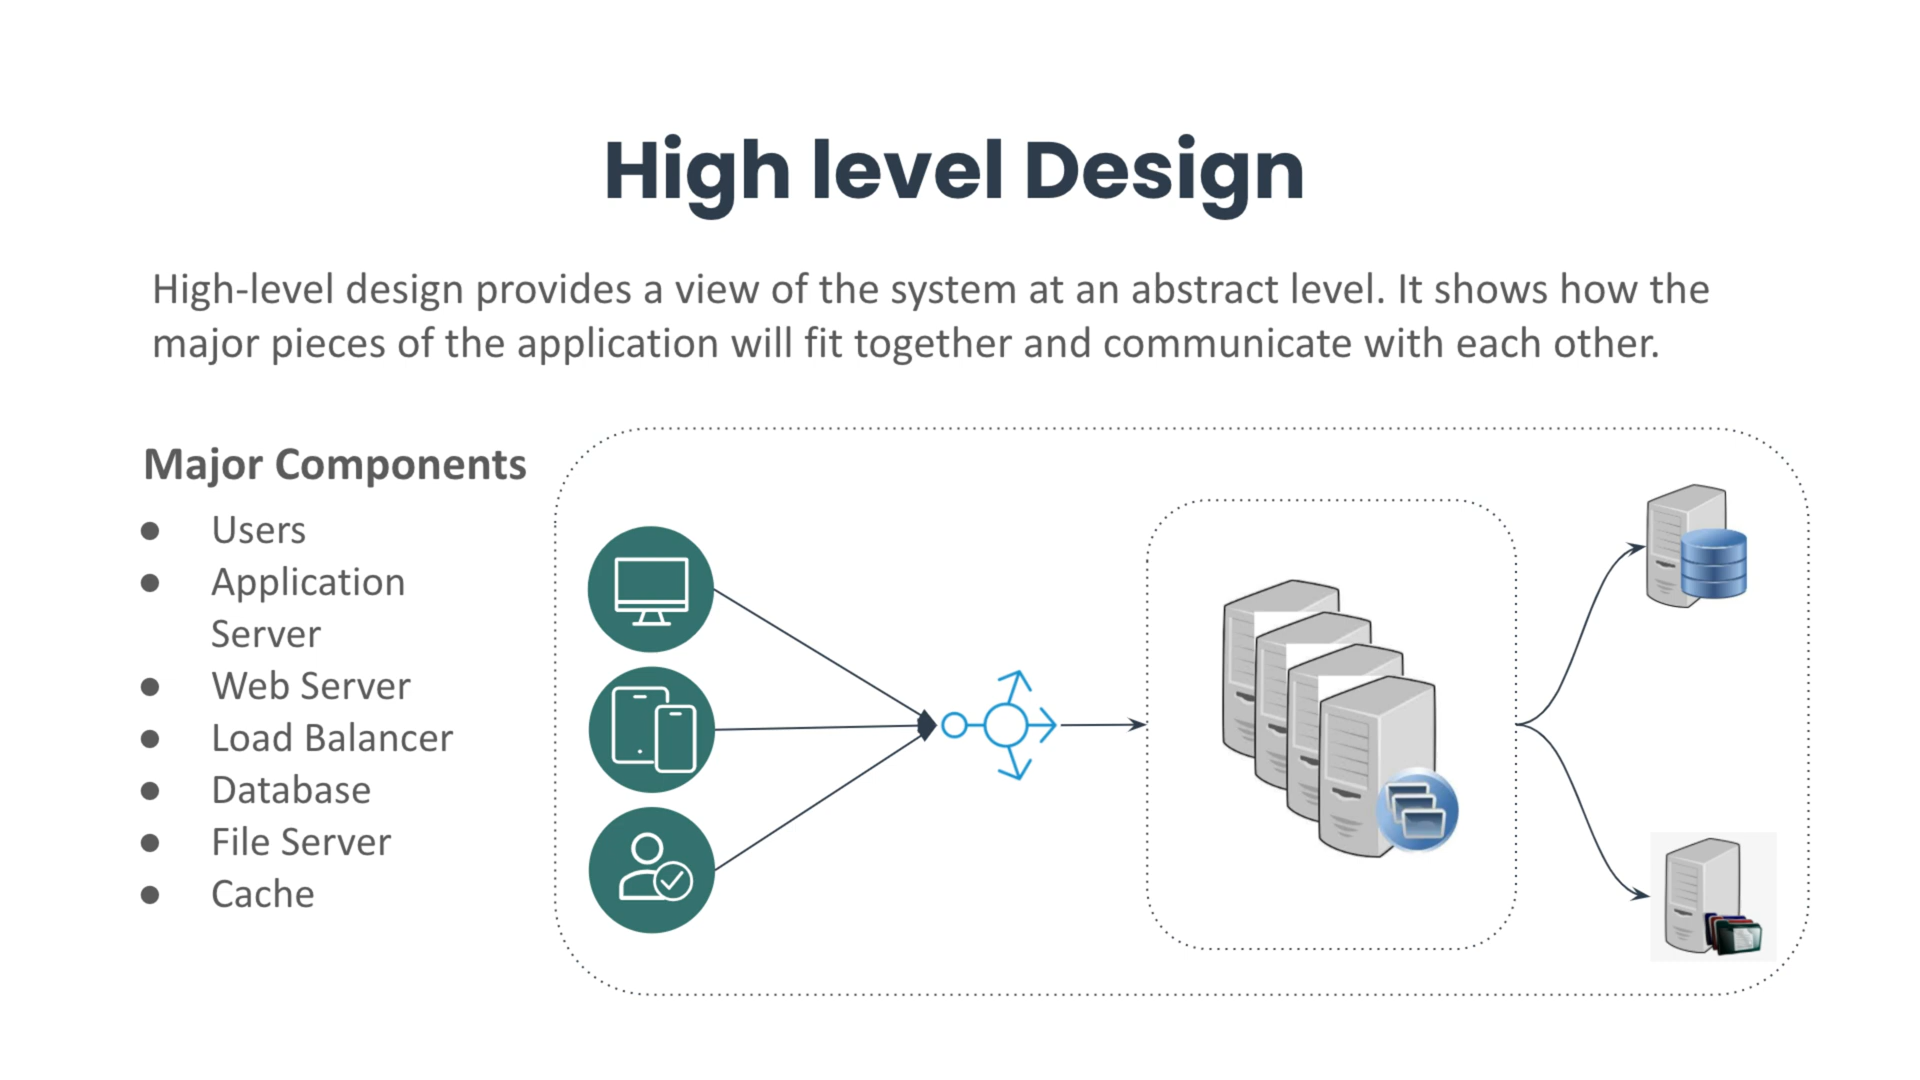 High level Design
High-level design provides a view of the system at an abstract level. It shows how the
major pieces of the application will fit together and communicate with each other.
Major Components
● Users
● Application
Server
● Web Server
● Load Balancer
● Database
● File Server
● Cache